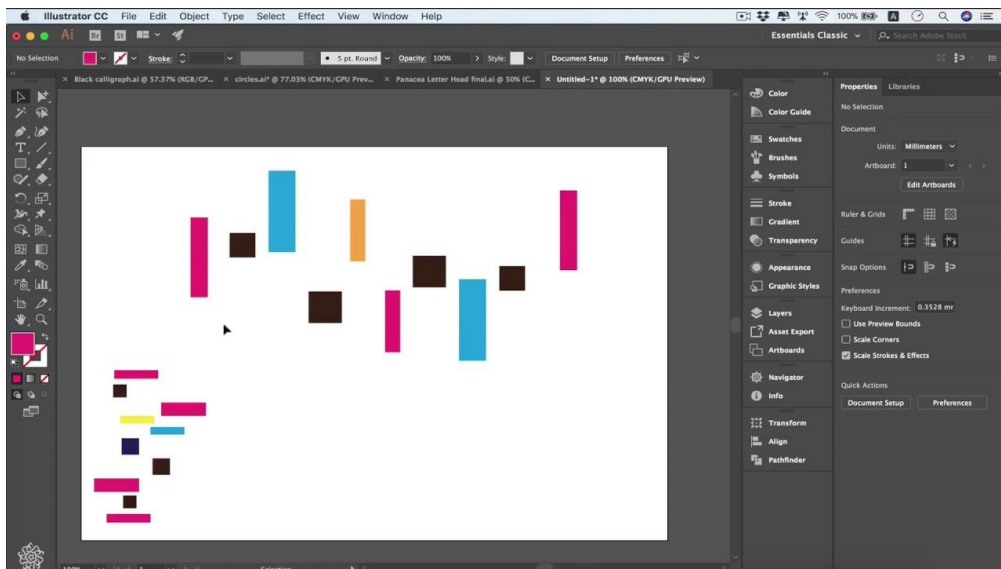 Illustrator CC File Edit Object Type Select Effect View Window Help 100% A
Ai Br St Essentials Classic Search Adobe Stock
No Selection Stroke: 5 pt. Round Opacity: 100% Style: Document Setup Preferences
× Black calligraph.ai @ 57.37% (RGB/GP... × circles.ai* @ 77.03% (CMYK/GPU Prev... × Panacea Letter Head final.ai @ 50% (C... × Untitled-1* @ 100% (CMYK/GPU Preview)
Color
Color Guide
Swatches
Brushes
Symbols
Stroke
Gradient
Transparency
Appearance
Graphic Styles
Layers
Asset Export
Artboards
Navigator
Info
Transform
Align
Pathfinder
Properties Libraries
No Selection
Document
Units: Millimeters
Artboard: 1
Edit Artboards
Ruler & Grids
Guides
Snap Options
Preferences
Keyboard Increment: 0.3528 mr
Use Preview Bounds
Scale Corners
Scale Strokes & Effects
Quick Actions
Document Setup Preferences
100% Selection